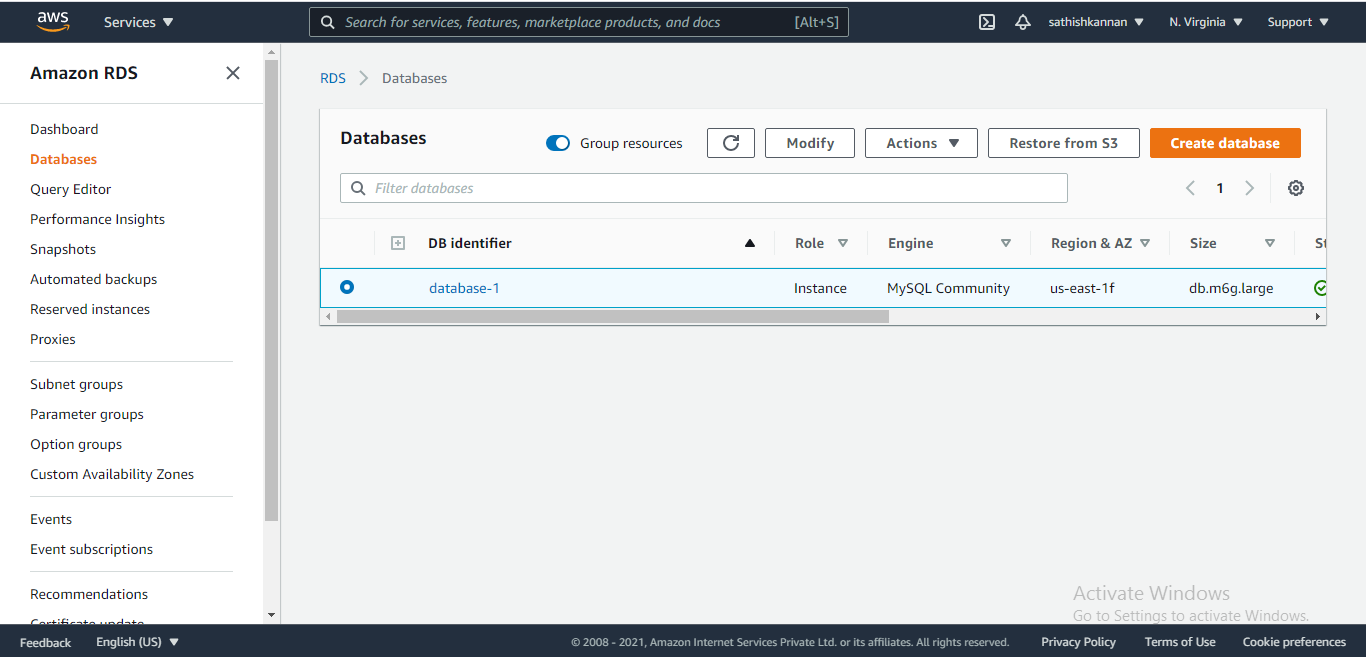 aws Services Search for services, features, marketplace products, and docs [Alt+S] sathishkannan N. Virginia Support
Amazon RDS
Dashboard
Databases
Query Editor
Performance Insights
Snapshots
Automated backups
Reserved instances
Proxies
Subnet groups
Parameter groups
Option groups
Custom Availability Zones
Events
Event subscriptions
Recommendations
Certificate update
RDS Databases
Databases Group resources Modify Actions Restore from S3 Create database
Filter databases 1
DB identifier Role Engine Region & AZ Size St
database-1 Instance MySQL Community us-east-1f db.m6g.large
Activate Windows
Go to Settings to activate Windows.
Feedback English (US) © 2008 - 2021, Amazon Internet Services Private Ltd. or its affiliates. All rights reserved. Privacy Policy Terms of Use Cookie preferences